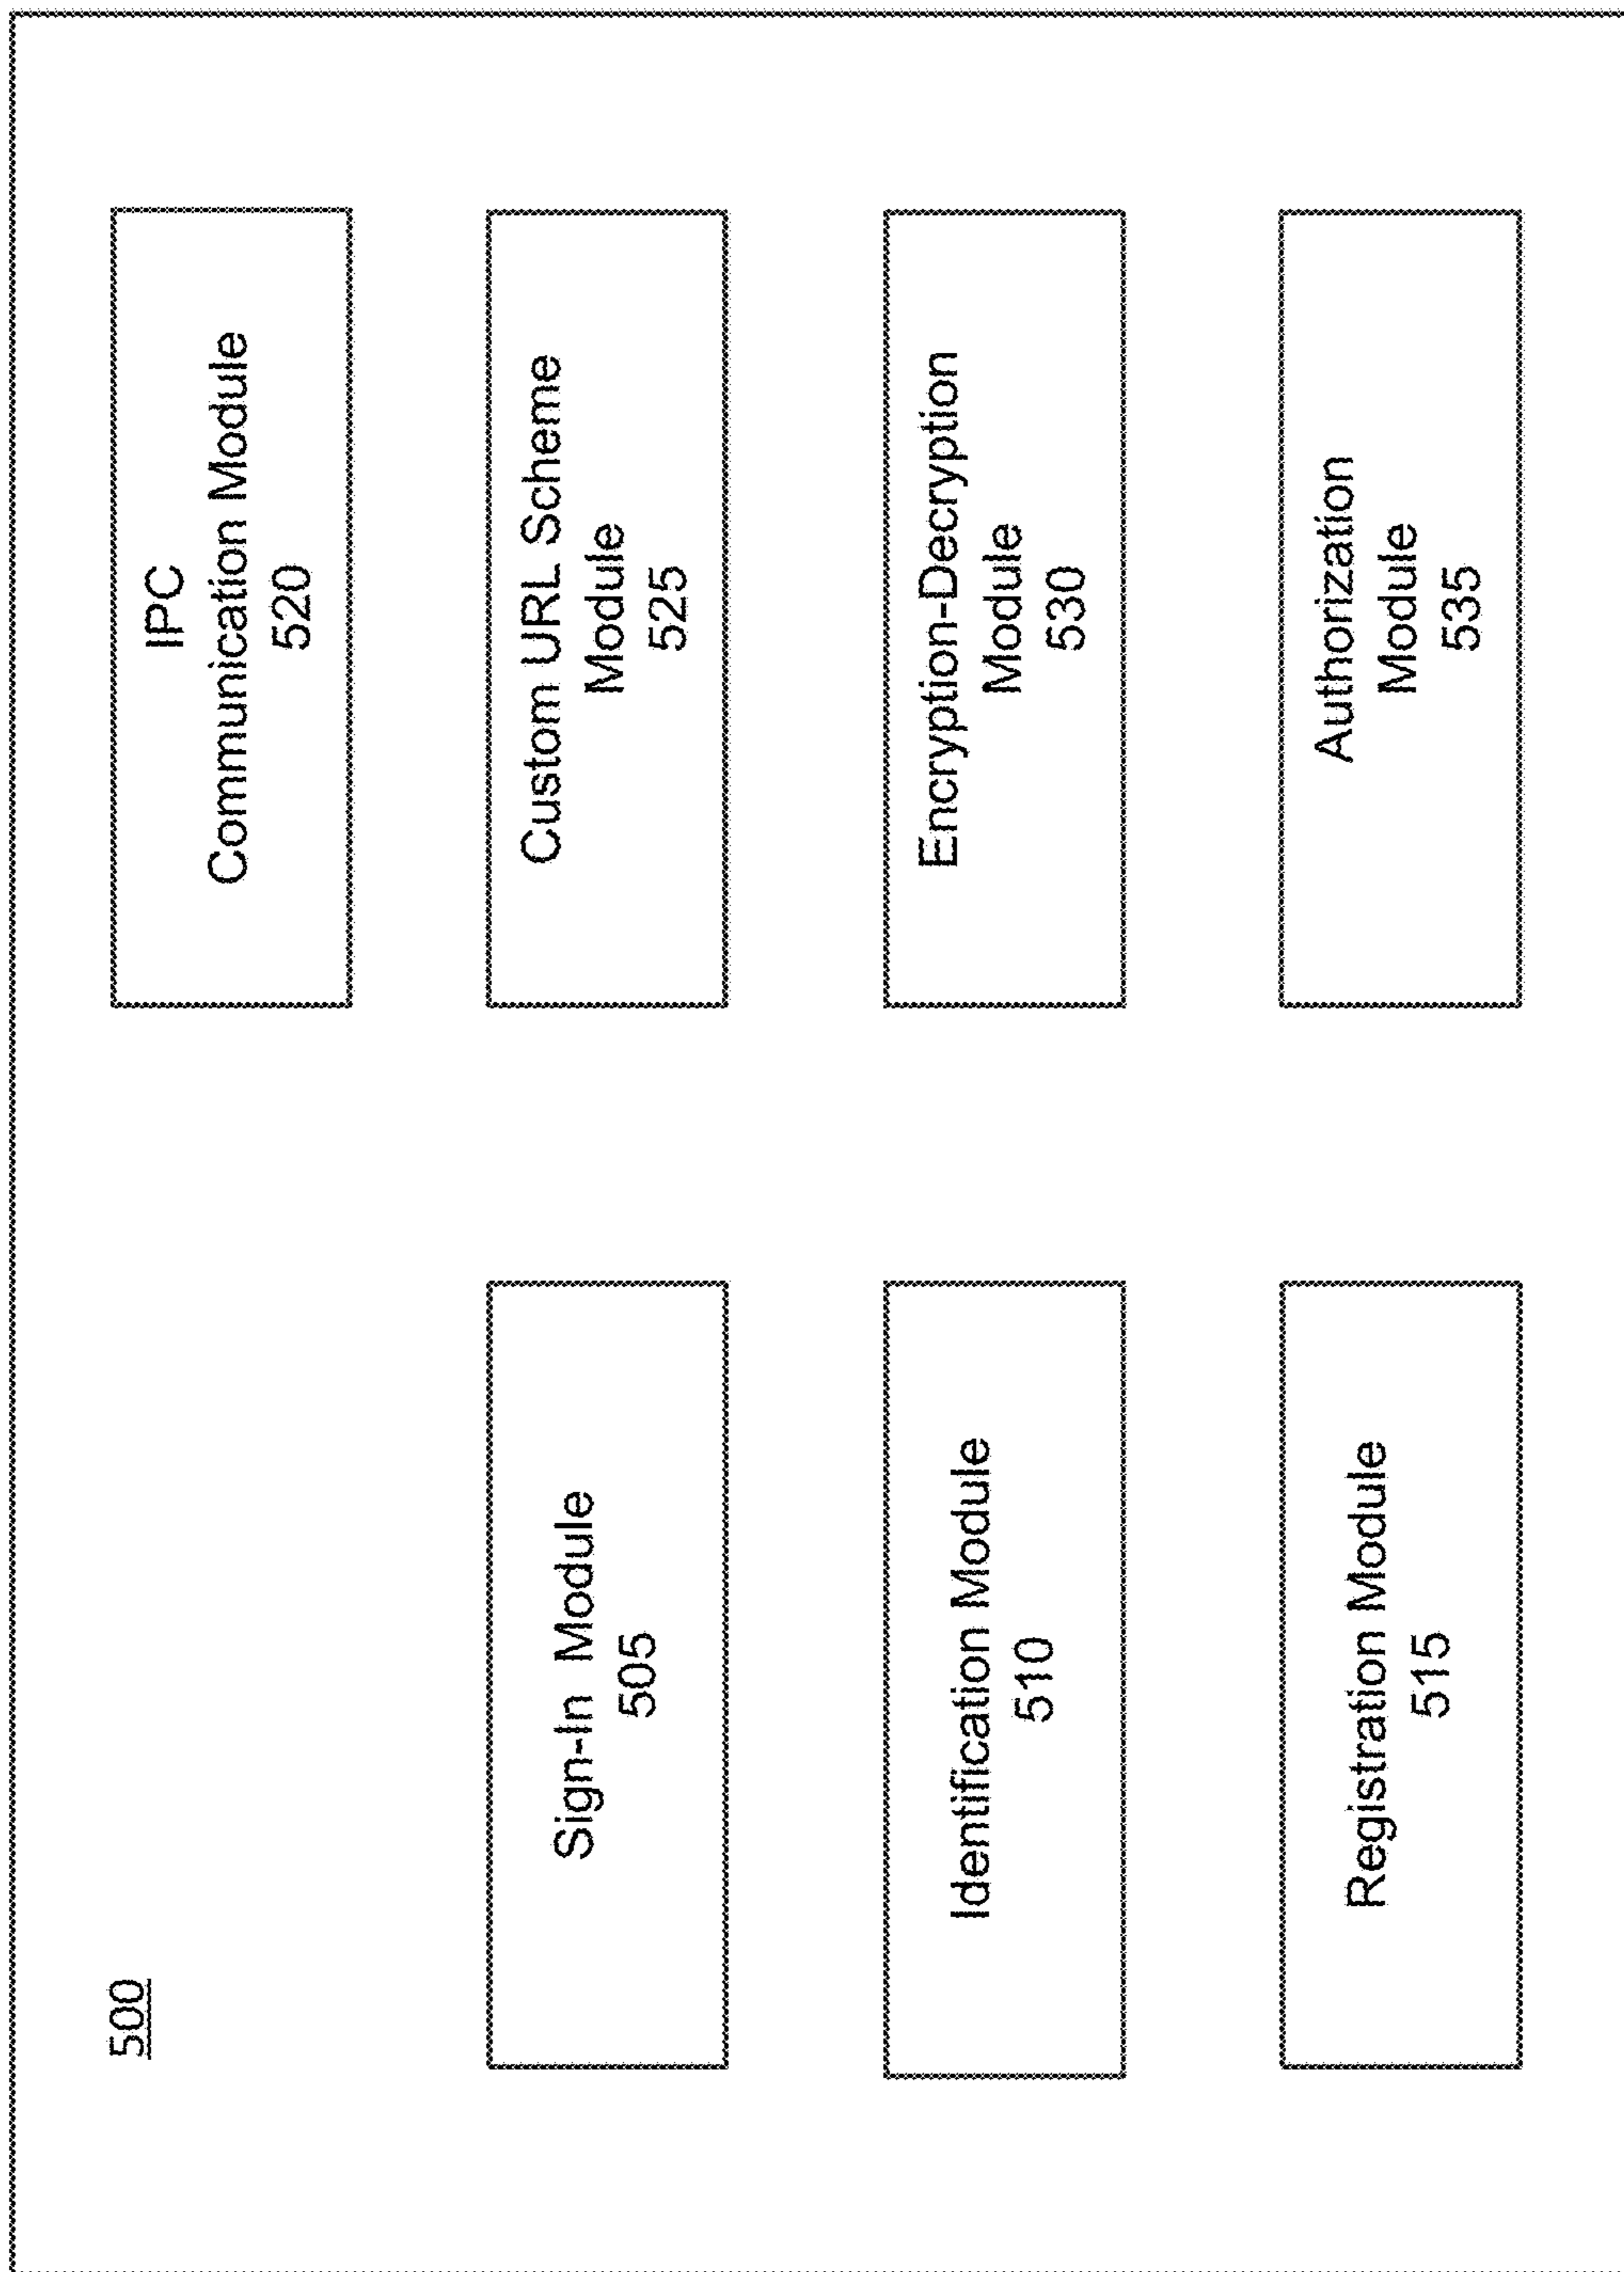 500
Sign-In Module
505
Identification Module
510
Registration Module
515
IPC
Communication Module
520
Custom URL Scheme
Module
525
Encryption-Decryption
Module
530
Authorization
Module
535